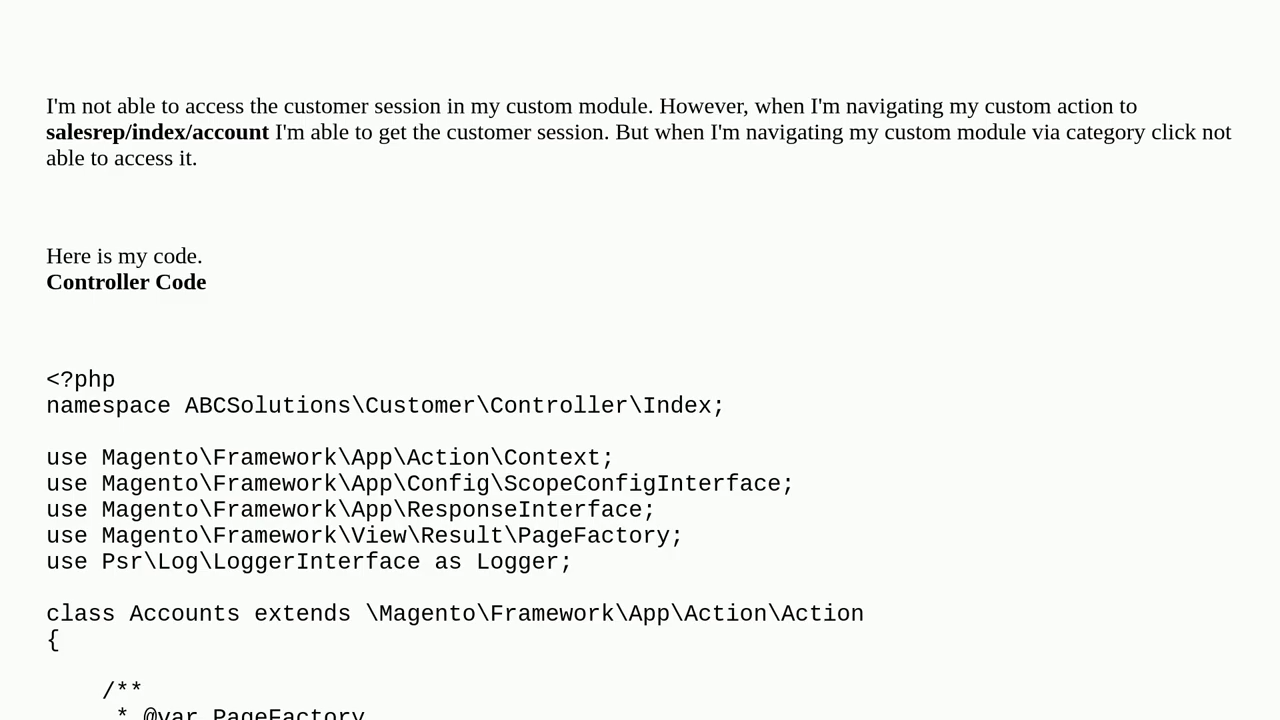 I'm not able to access the customer session in my custom module. However, when I'm navigating my custom action to
salesrep/index/account I'm able to get the customer session. But when I'm navigating my custom module via category click not
able to access it.
Here is my code.
Controller Code
<?php
namespace ABCSolutions\Customer\Controller\Index;
use Magento\Framework\App\Action\Context;
use Magento\Framework\App\Config\ScopeConfigInterface;
use Magento\Framework\App\ResponseInterface;
use Magento\Framework\View\Result\PageFactory;
use Psr\Log\LoggerInterface as Logger;
class Accounts extends \Magento\Framework\App\Action\Action
{
/**
* @var PageFactory